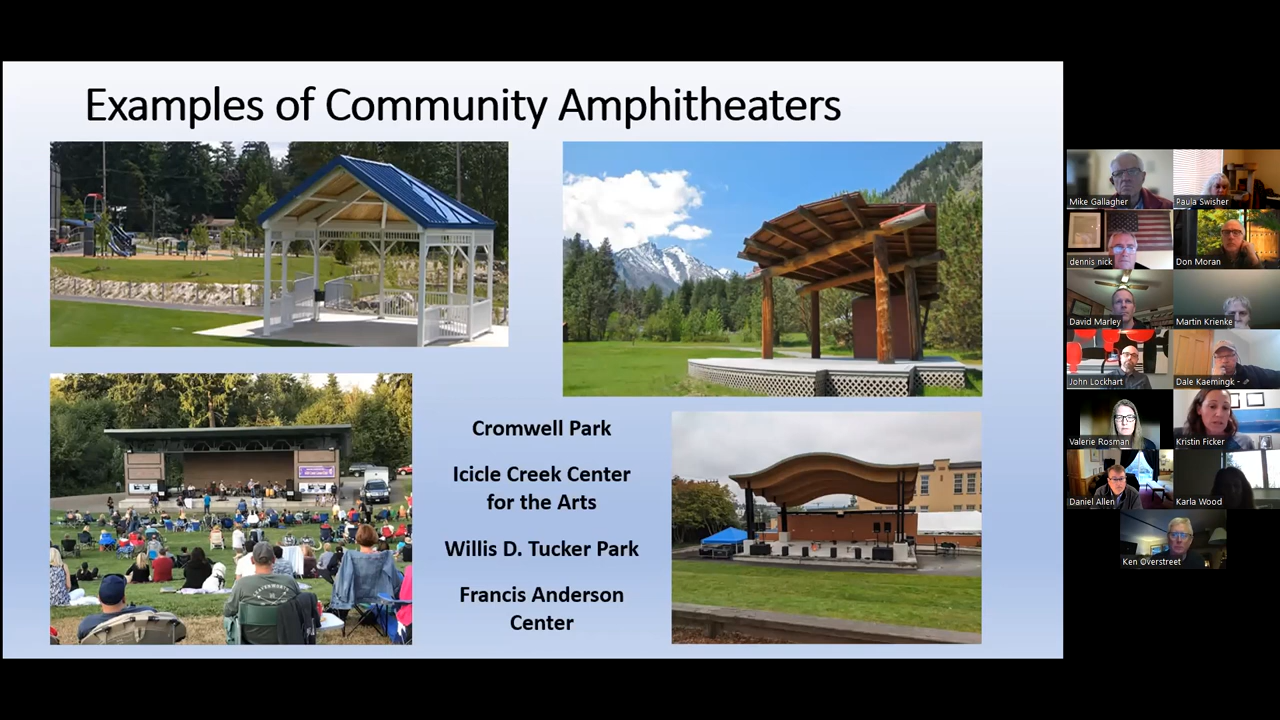 Examples of Community Amphitheaters
Cromwell Park
Icicle Creek Center
for the Arts
Willis D. Tucker Park
Francis Anderson
Center
Mike Gallagher
Paula Swisher
dennis nick
Don Moran
David Marley
Martin Krienke
John Lockhart
Dale Kaemingk -
Valerie Rosman
Kristin Ficker
Daniel Allen
Karla Wood
Ken Overstreet